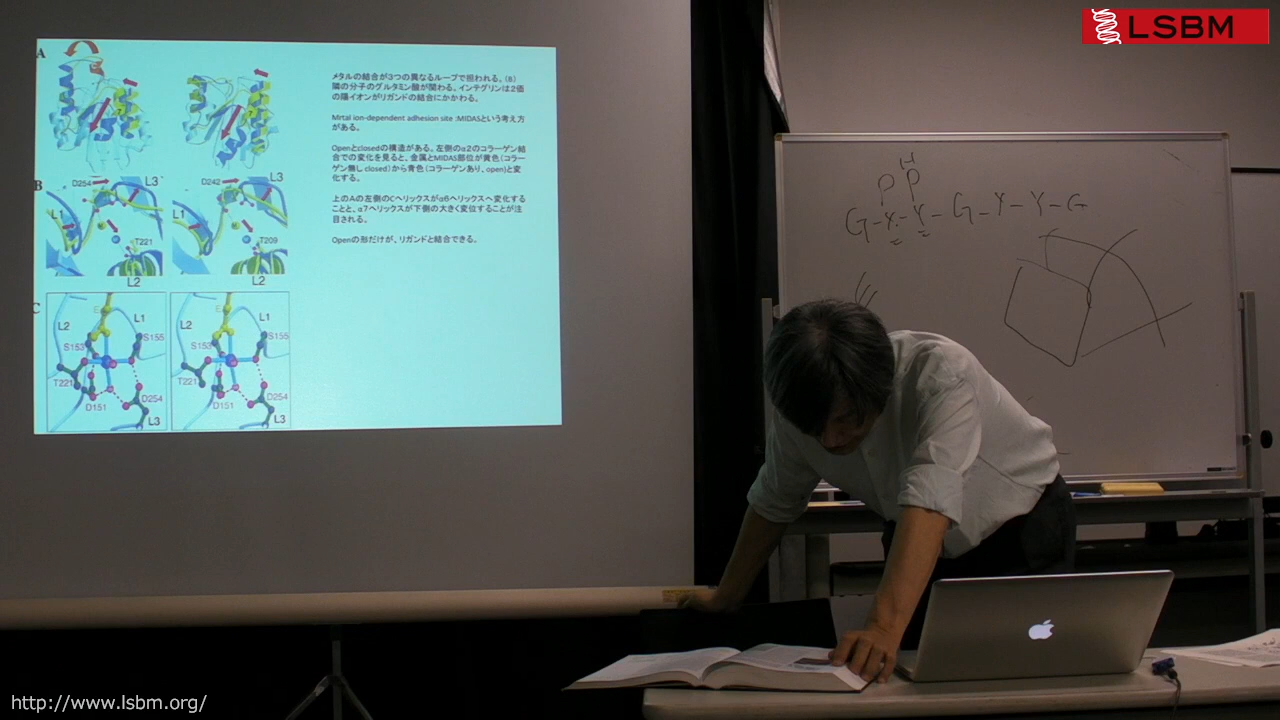 LSBM
A
メタルの結合が3つの異なるループで担われる。(B)
隣の分子のグルタミン酸が関わる。インテグリンは2価
の陽イオンがリガンドの結合にかかわる。
Mrtal ion-dependent adhesion site :MIDASという考え方
がある。
Openとclosedの構造がある。左側のα2のコラーゲン結
合での変化を見ると、金属とMIDAS部位が黄色(コラー
ゲン無し closed)から青色(コラーゲンあり、open)と変
化する。
上のAの左側のCヘリックスがα6ヘリックスへ変化する
ことと、α7ヘリックスが下側の大きく変位することが注
目される。
Openの形だけが、リガンドと結合できる。
B
D254
L3
L1
T221
L2
D242
L3
L1
T209
L2
C
L2
L1
S153
S155
T221
D151
D254
L3
L2
L1
S153
S155
T221
D151
D254
L3
G-X-Y-G-X-Y-G
http://www.lsbm.org/